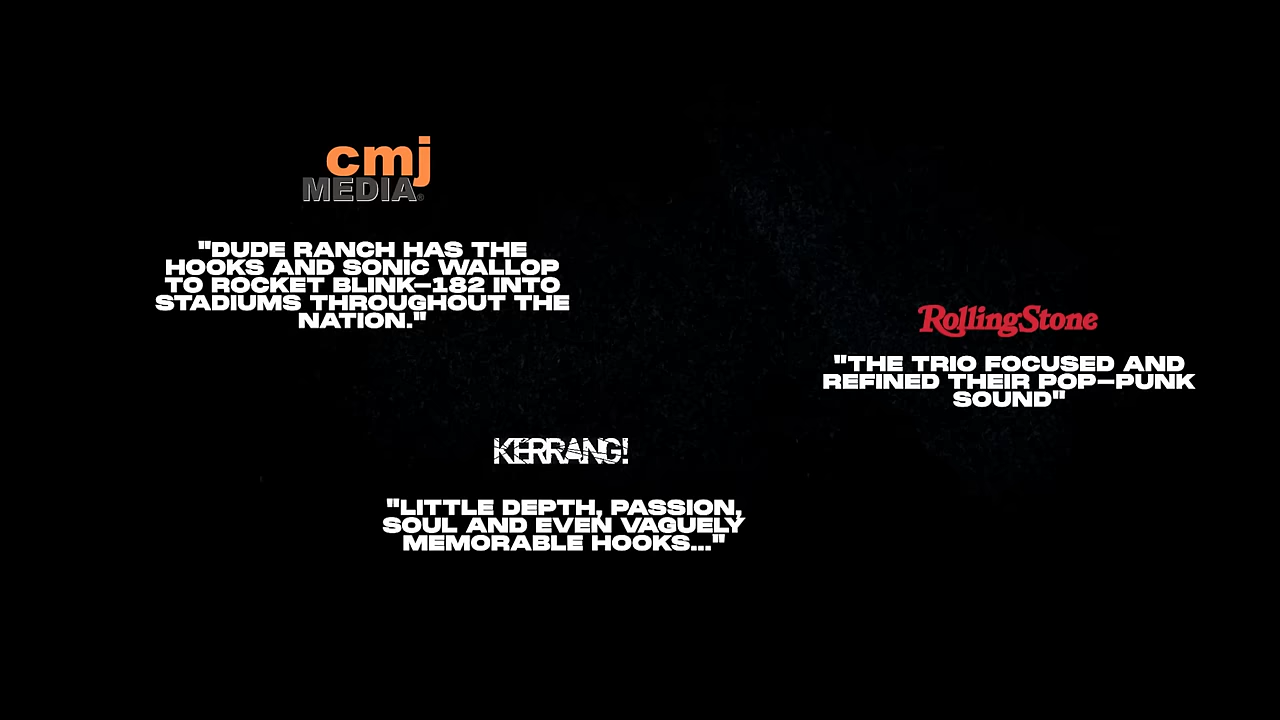 cmj
MEDIA®
"DUDE RANCH HAS THE
HOOKS AND SONIC WALLOP
TO ROCKET BLINK-182 INTO
STADIUMS THROUGHOUT THE
NATION."
RollingStone
"THE TRIO FOCUSED AND
REFINED THEIR POP-PUNK
SOUND"
KERRANG!
"LITTLE DEPTH, PASSION,
SOUL AND EVEN VAGUELY
MEMORABLE HOOKS..."